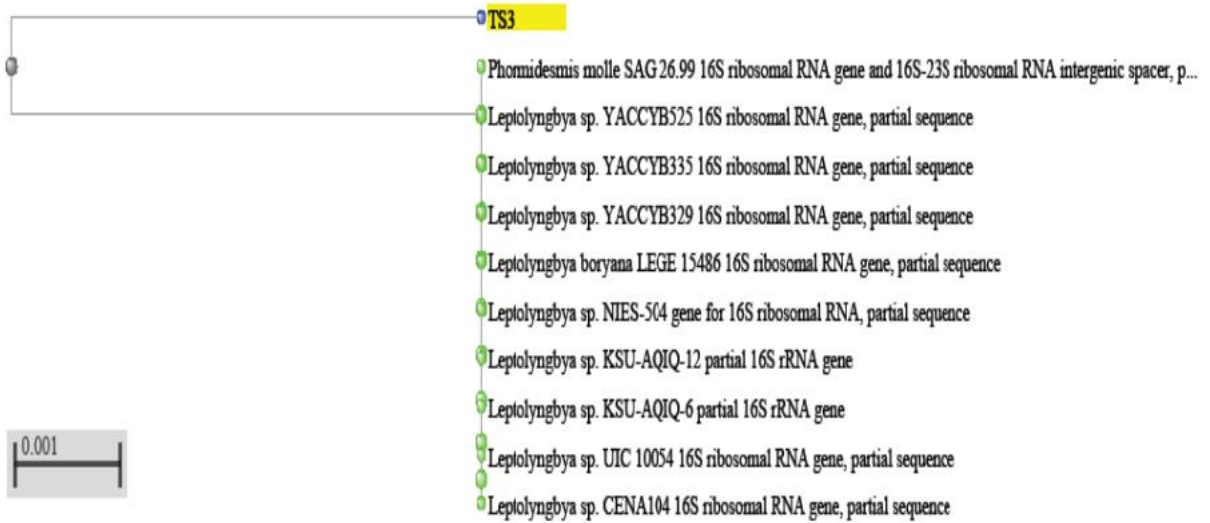 TS3
Phormidesmis molle SAG 26.99 16S ribosomal RNA gene and 16S-23S ribosomal RNA intergenic spacer, p...
Leptolyngbya sp. YACCYB525 16S ribosomal RNA gene, partial sequence
Leptolyngbya sp. YACCYB335 16S ribosomal RNA gene, partial sequence
Leptolyngbya sp. YACCYB329 16S ribosomal RNA gene, partial sequence
Leptolyngbya boryana LEGE 15486 16S ribosomal RNA gene, partial sequence
Leptolyngbya sp. NIES-504 gene for 16S ribosomal RNA, partial sequence
Leptolyngbya sp. KSU-AQIQ-12 partial 16S rRNA gene
Leptolyngbya sp. KSU-AQIQ-6 partial 16S rRNA gene
0.001
Leptolyngbya sp. UIC 10054 16S ribosomal RNA gene, partial sequence
Leptolyngbya sp. CENA104 16S ribosomal RNA gene, partial sequence